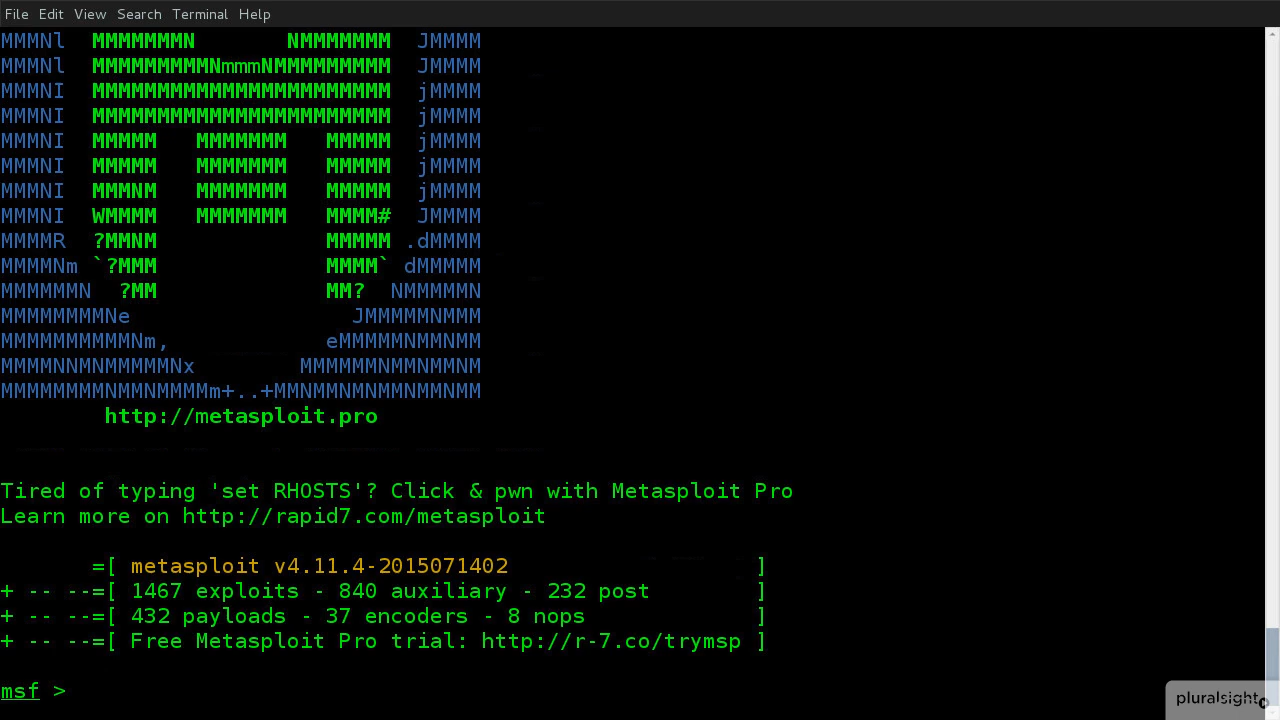 File Edit View Search Terminal Help
MMMNl  MMMMMMMN       NMMMMMMM  JMMMM
MMMNl  MMMMMMMMMNmmmNMMMMMMMMM  JMMMM
MMMNI  MMMMMMMMMMMMMMMMMMMMMMM  jMMMM
MMMNI  MMMMMMMMMMMMMMMMMMMMMMM  jMMMM
MMMNI  MMMMM   MMMMMMM   MMMMM  jMMMM
MMMNI  MMMMM   MMMMMMM   MMMMM  jMMMM
MMMNI  MMMNM   MMMMMMM   MMMMM  jMMMM
MMMNI  WMMMM   MMMMMMM   MMMM#  JMMMM
MMMMR  ?MMNM             MMMMM .dMMMM
MMMMNm `?MMM             MMMM` dMMMMM
MMMMMMN  ?MM             MM?  NMMMMMN
MMMMMMMMNe                 JMMMMMNMMM
MMMMMMMMMMNm,            eMMMMMNMMNMM
MMMMNNMNMMMMMNx        MMMMMMNMMNMMNM
MMMMMMMMNMMNMMMMm+..+MMNMMNMNMMNMMNMM
        http://metasploit.pro
Tired of typing 'set RHOSTS'? Click & pwn with Metasploit Pro
Learn more on http://rapid7.com/metasploit
       =[ metasploit v4.11.4-2015071402                   ]
+ -- --=[ 1467 exploits - 840 auxiliary - 232 post        ]
+ -- --=[ 432 payloads - 37 encoders - 8 nops             ]
+ -- --=[ Free Metasploit Pro trial: http://r-7.co/trymsp ]
msf >
pluralsight